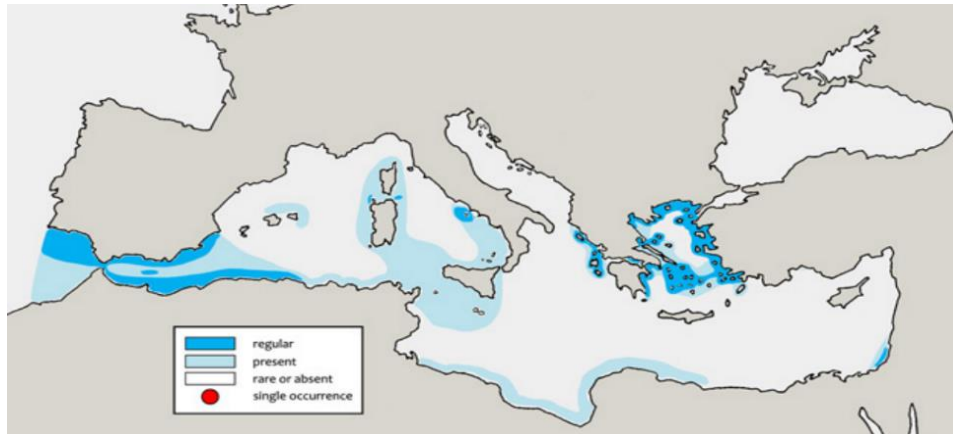 regular
present
rare or absent
single occurrence